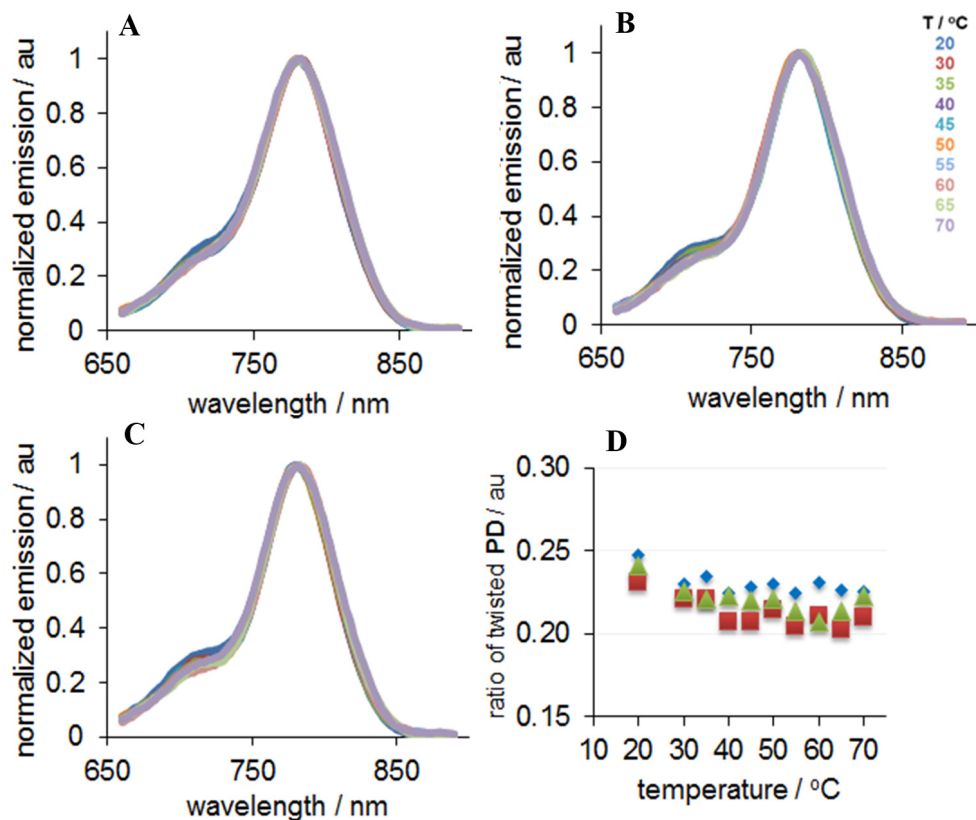 A
normalized emission/ au
1
0.8
0.6
0.4
0.2
0
650
750
850
wavelength / nm
B
normalized emission/ au
1
0.8
0.6
0.4
0.2
0
650
750
850
wavelength / nm
T / °C
20
30
35
40
45
50
55
60
65
70
C
normalized emission/ au
1
0.8
0.6
0.4
0.2
0
650
750
850
wavelength / nm
D
ratio of twisted PD / au
0.30
0.25
0.20
0.15
10 20 30 40 50 60 70
temperature / °C